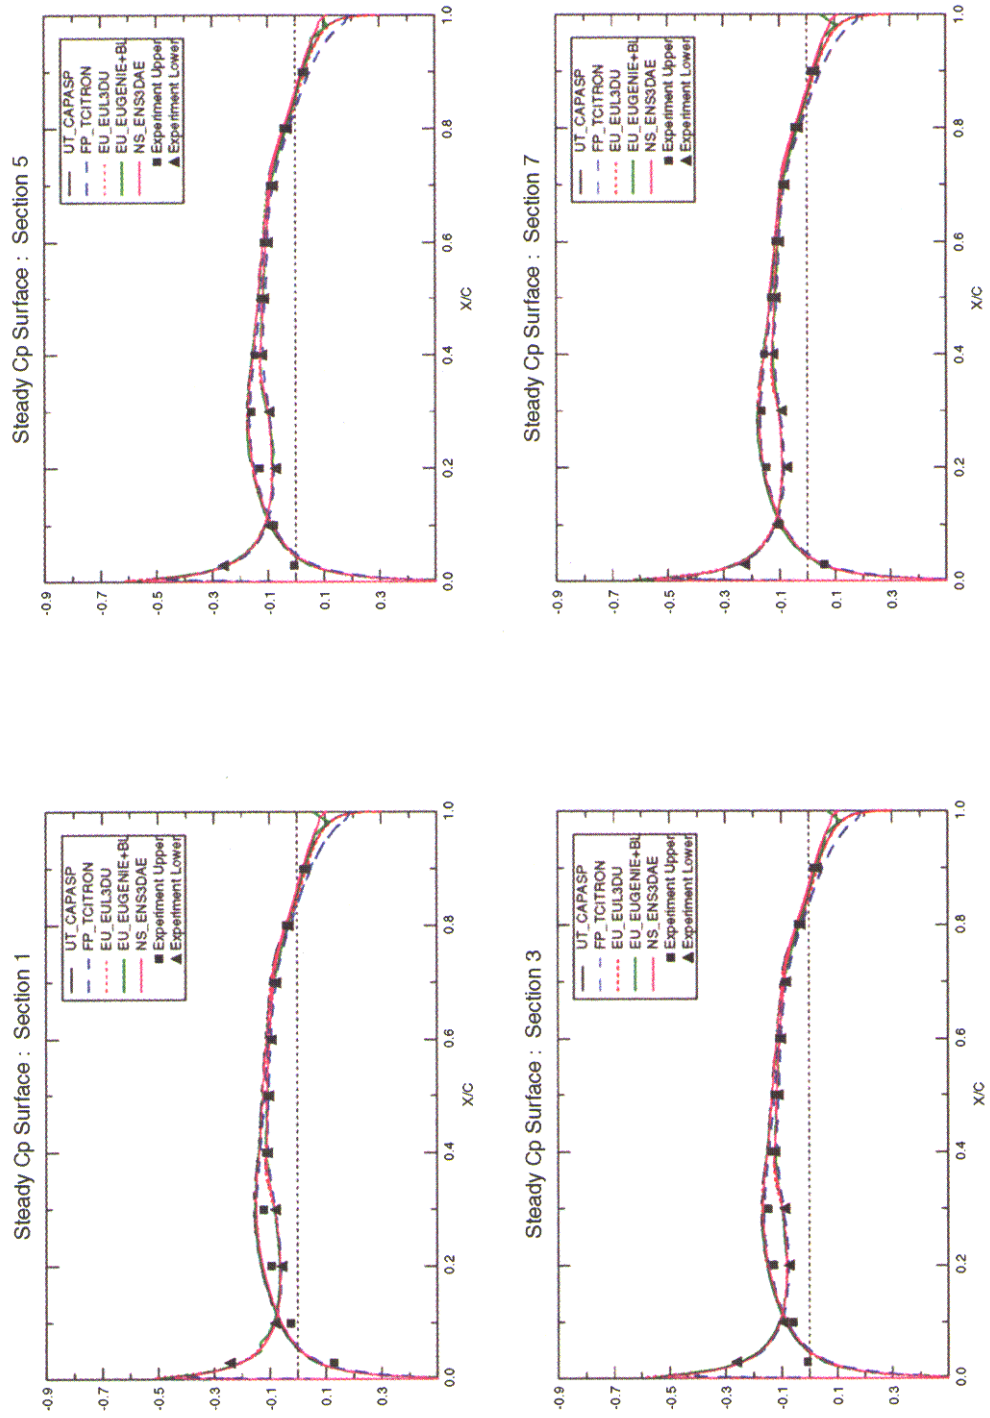 Steady Cp Surface : Section 1
-0.9
-0.7
-0.5
-0.3
-0.1
0.1
0.3
UT_CAPASP
FP_TCITRON
EU_EUL3DU
EU_EUGENIE+BL
NS_ENS3DAE
Experiment Upper
Experiment Lower
0.0
0.2
0.4
0.6
0.8
1.0
X/C
Steady Cp Surface : Section 5
-0.9
-0.7
-0.5
-0.3
-0.1
0.1
0.3
UT_CAPASP
FP_TCITRON
EU_EUL3DU
EU_EUGENIE+BL
NS_ENS3DAE
Experiment Upper
Experiment Lower
0.0
0.2
0.4
0.6
0.8
1.0
X/C
Steady Cp Surface : Section 3
-0.9
-0.7
-0.5
-0.3
-0.1
0.1
0.3
UT_CAPASP
FP_TCITRON
EU_EUL3DU
EU_EUGENIE+BL
NS_ENS3DAE
Experiment Upper
Experiment Lower
0.0
0.2
0.4
0.6
0.8
1.0
X/C
Steady Cp Surface : Section 7
-0.9
-0.7
-0.5
-0.3
-0.1
0.1
0.3
UT_CAPASP
FP_TCITRON
EU_EUL3DU
EU_EUGENIE+BL
NS_ENS3DAE
Experiment Upper
Experiment Lower
0.0
0.2
0.4
0.6
0.8
1.0
X/C